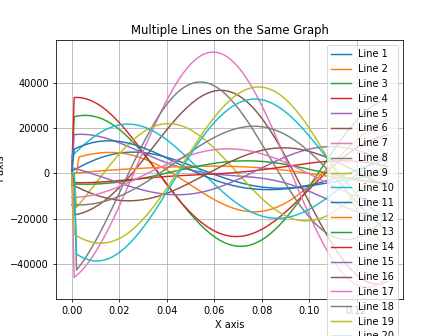 Multiple Lines on the Same Graph
40000
20000
0
−20000
−40000
0.00
0.02
0.04
0.06
0.08
0.10
X axis
Line 1
Line 2
Line 3
Line 4
Line 5
Line 6
Line 7
Line 8
Line 9
Line 10
Line 11
Line 12
Line 13
Line 14
Line 15
Line 16
Line 17
Line 18
Line 19
Line 20